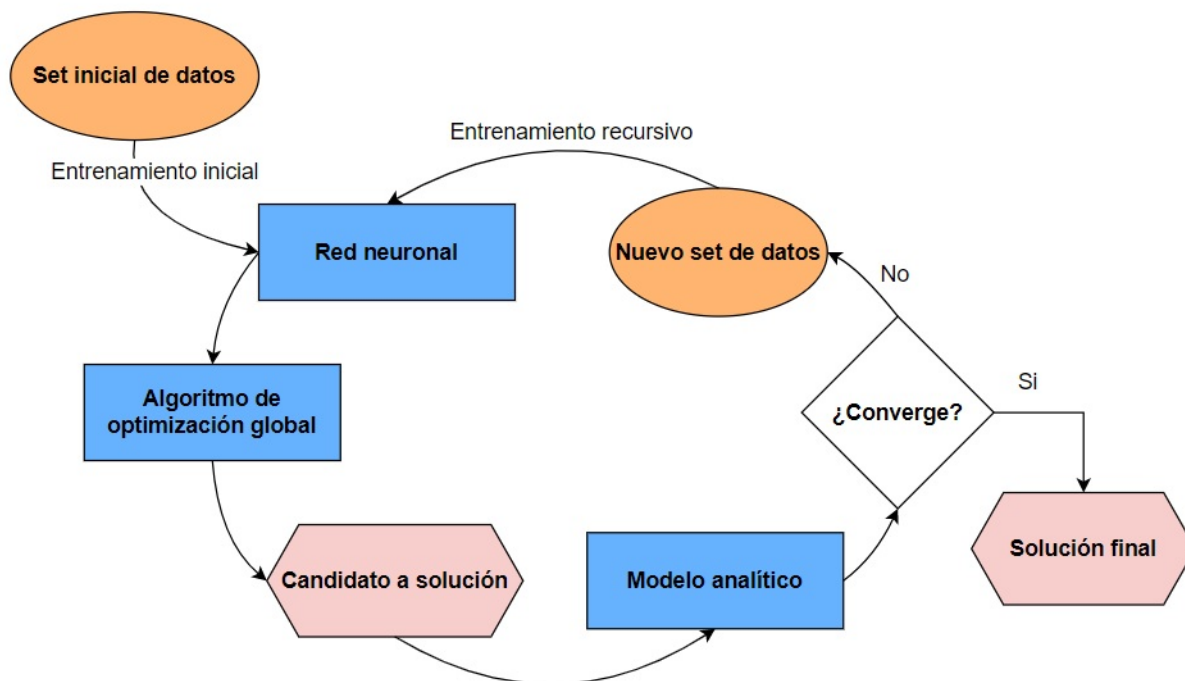 Set inicial de datos
Entrenamiento inicial
Entrenamiento recursivo
Red neuronal
Nuevo set de datos
No
Algoritmo de
optimización global
¿Converge?
Si
Candidato a solución
Modelo analítico
Solución final